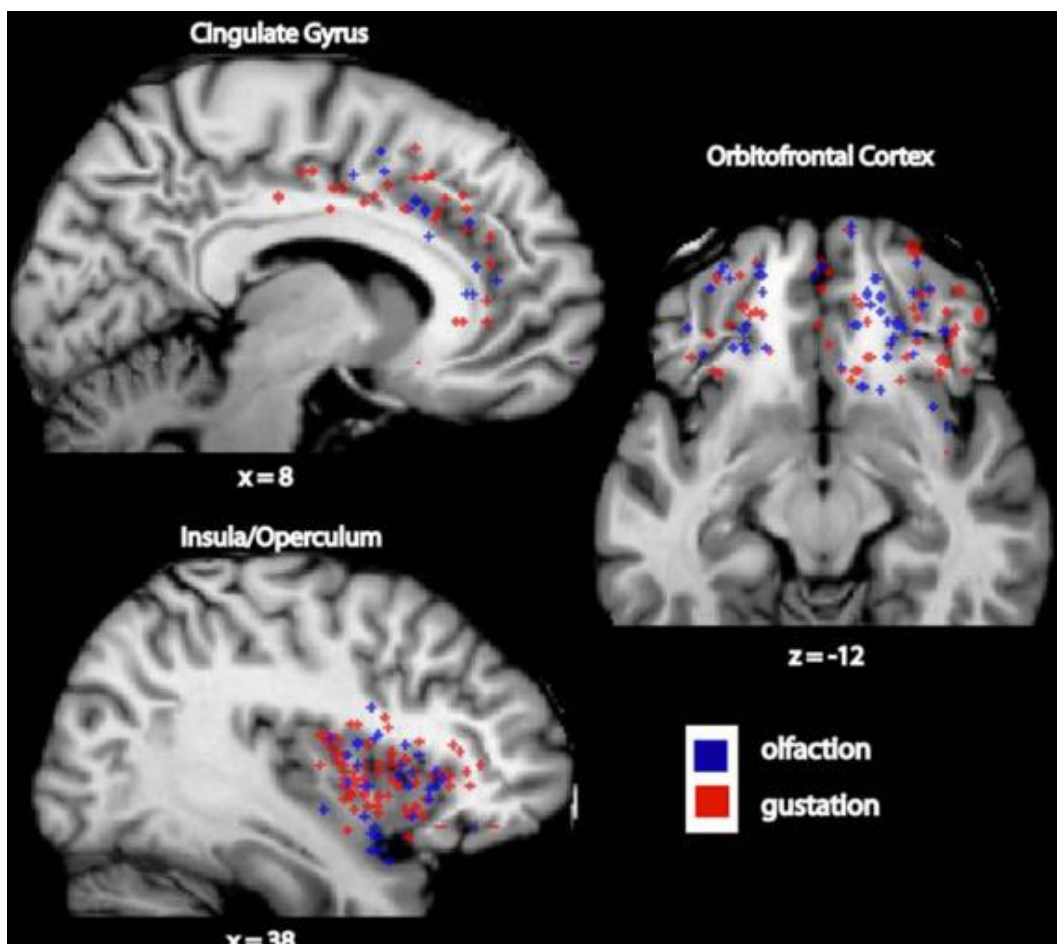 Cingulate Gyrus
x=8
Orbitofrontal Cortex
z=-12
Insula/Operculum
x=38
olfaction
gustation